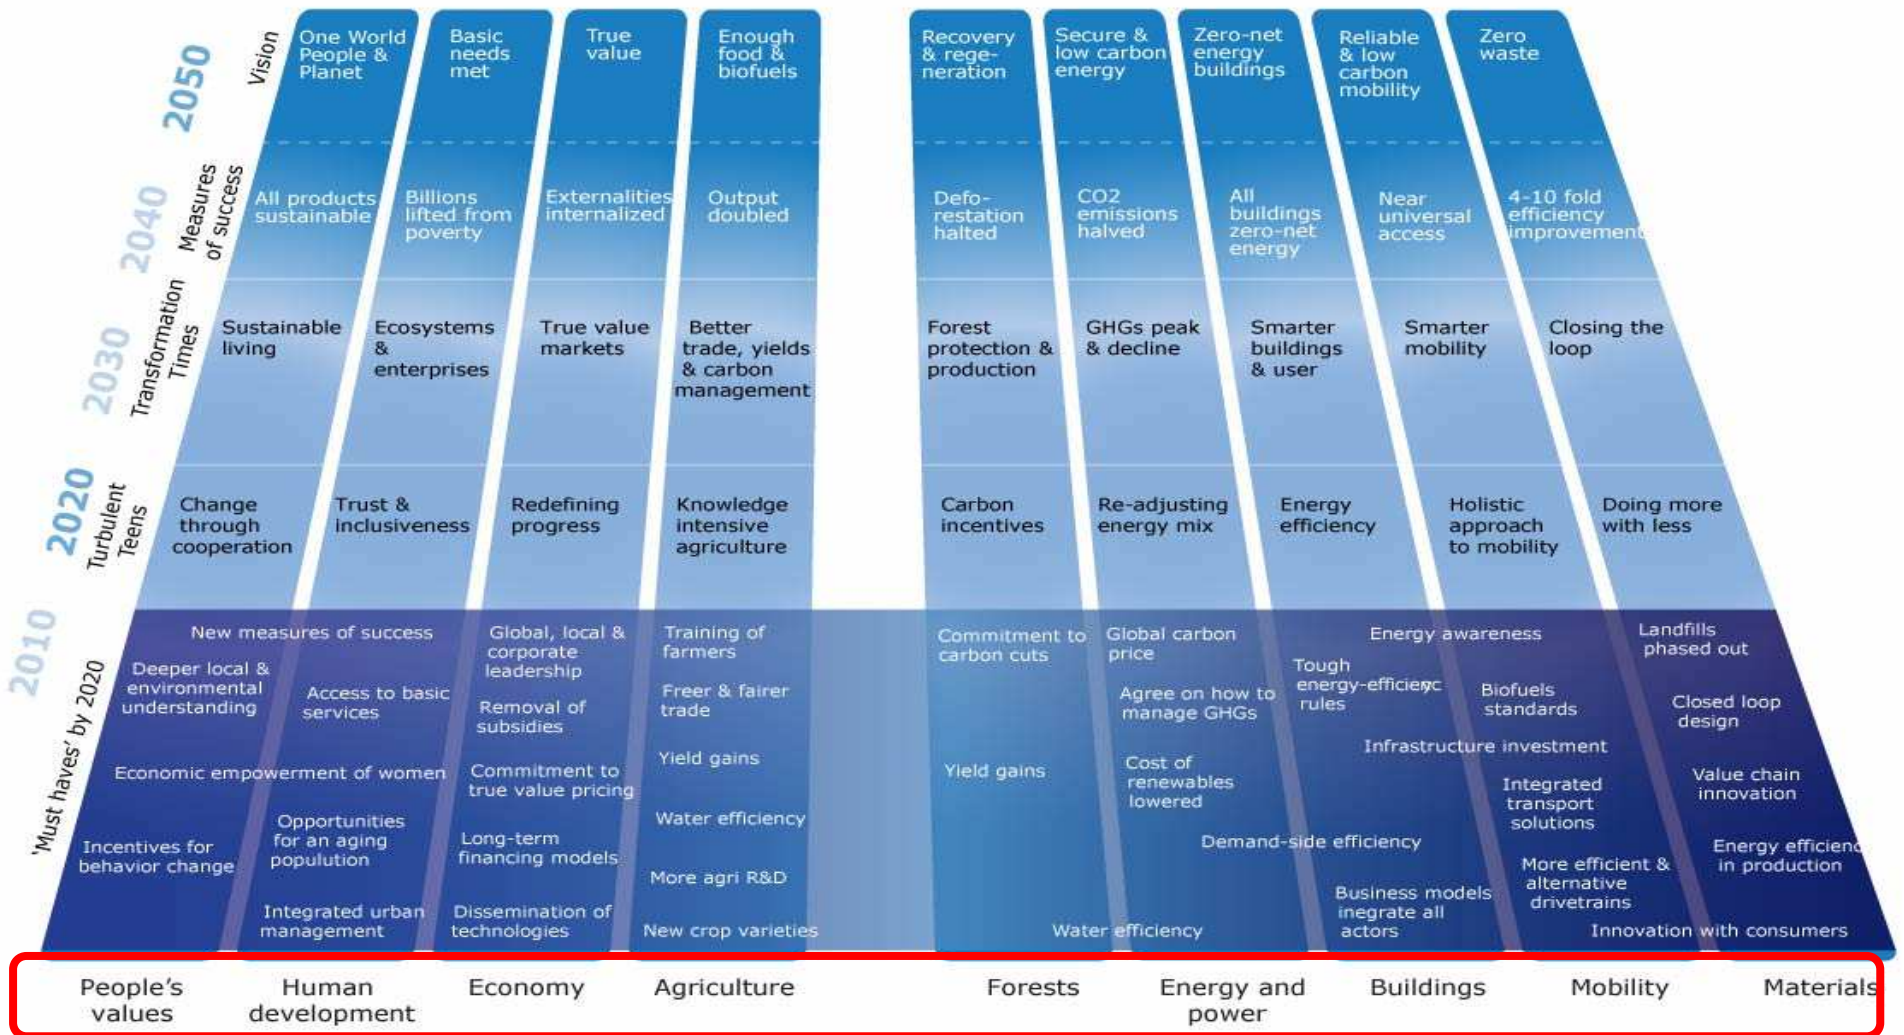 2050
Vision
One World
People &
Planet
Basic
needs
met
True
value
Enough
food &
biofuels
Recovery
& rege-
neration
Secure &
low carbon
energy
Zero-net
energy
buildings
Reliable
& low
carbon
mobility
Zero
waste
2040
Measures
of success
All products
sustainable
Billions
lifted from
poverty
Externalities
internalized
Output
doubled
Defo-
restation
halted
CO2
emissions
halved
All
buildings
zero-net
energy
Near
universal
access
4-10 fold
efficiency
improvement
2030
Transformation
Times
Sustainable
living
Ecosystems
&
enterprises
True value
markets
Better
trade, yields
& carbon
management
Forest
protection &
production
GHGs peak
& decline
Smarter
buildings
& user
Smarter
mobility
Closing the
loop
2020
Turbulent
Teens
Change
through
cooperation
Trust &
inclusiveness
Redefining
progress
Knowledge
intensive
agriculture
Carbon
incentives
Re-adjusting
energy mix
Energy
efficiency
Holistic
approach
to mobility
Doing more
with less
2010
'Must haves' by 2020
New measures of success
Deeper local &
environmental
understanding
Access to basic
services
Economic empowerment of women
Incentives for
behavior change
Opportunities
for an aging
populution
Integrated urban
management
Global, local &
corporate
leadership
Removal of
subsidies
Commitment to
true value pricing
Long-term
financing models
Dissemination of
technologies
Training of
farmers
Freer & fairer
trade
Yield gains
Water efficiency
More agri R&D
New crop varieties
Commitment to
carbon cuts
Yield gains
Water efficiency
Global carbon
price
Agree on how to
manage GHGs
Cost of
renewables
lowered
Demand-side efficiency
Energy awareness
Tough
energy-efficienc
rules
Infrastructure investment
Business models
inegrate all
actors
Biofuels
standards
Integrated
transport
solutions
More efficient &
alternative
drivetrains
Innovation with consumers
Landfills
phased out
Closed loop
design
Value chain
innovation
Energy efficienc
in production
People's
values
Human
development
Economy
Agriculture
Forests
Energy and
power
Buildings
Mobility
Materials